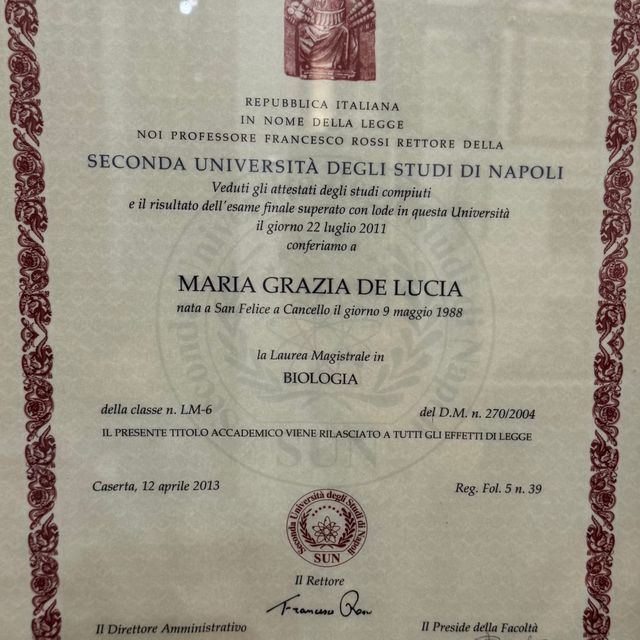 REPUBBLICA ITALIANA
IN NOME DELLA LEGGE
NOI PROFESSORE FRANCESCO ROSSI RETTORE DELLA
SECONDA UNIVERSITÀ DEGLI STUDI DI NAPOLI
Veduti gli attestati degli studi compiuti
e il risultato dell'esame finale superato con lode in questa Università
il giorno 22 luglio 2011
conferiamo a
MARIA GRAZIA DE LUCIA
nata a San Felice a Cancello il giorno 9 maggio 1988
la Laurea Magistrale in
BIOLOGIA
della classe n. LM-6 del D.M. n. 270/2004
IL PRESENTE TITOLO ACCADEMICO VIENE RILASCIATO A TUTTI GLI EFFETTI DI LEGGE
SUN
Caserta, 12 aprile 2013 Reg. Fol. 5 n. 39
Seconda Università degli Studi di Napoli
SUN
Il Rettore
Francesco Rossi
Il Direttore Amministrativo Il Preside della Facoltà